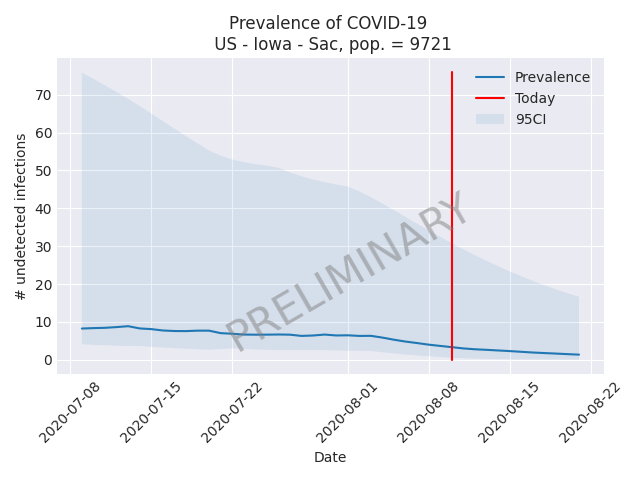 Prevalence of COVID-19
US - Iowa - Sac, pop. = 9721
# undetected infections
70
60
50
40
30
20
10
0
Prevalence
Today
95CI
PRELIMINARY
2020-07-08
2020-07-15
2020-07-22
2020-08-01
2020-08-08
2020-08-15
2020-08-22
Date